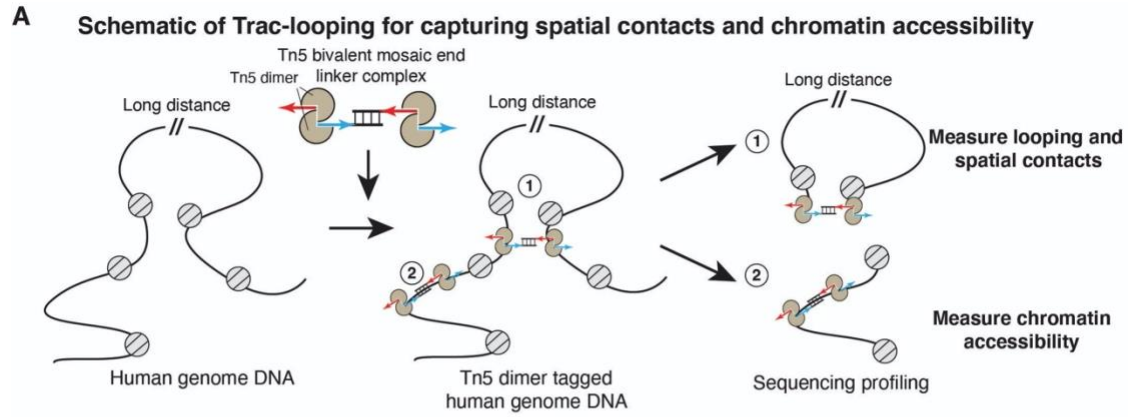 A
Schematic of Trac-looping for capturing spatial contacts and chromatin accessibility
Tn5 bivalent mosaic end
linker complex
Tn5 dimer
Long distance
//
Long distance
//
Long distance
//
1
2
1
Measure looping and
spatial contacts
2
Measure chromatin
accessibility
Human genome DNA
Tn5 dimer tagged
human genome DNA
Sequencing profiling